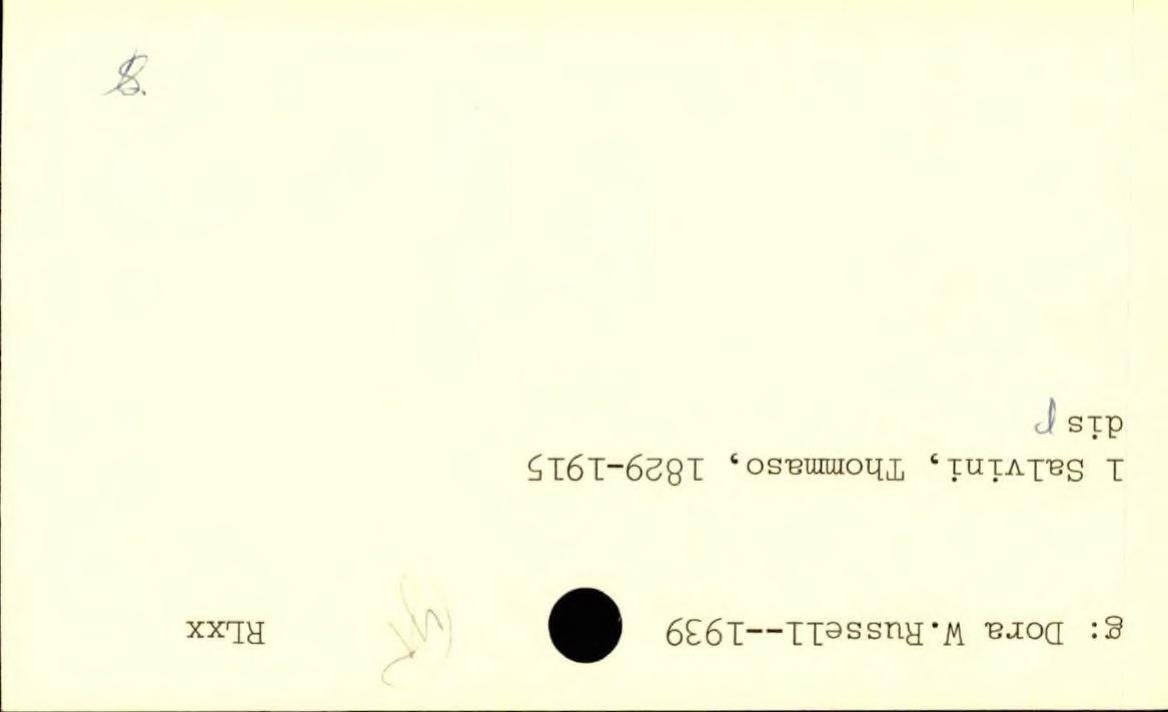 g: Dora W.Russell--1939 RLxx
1 Salvini, Thommaso, 1829-1915
dis p